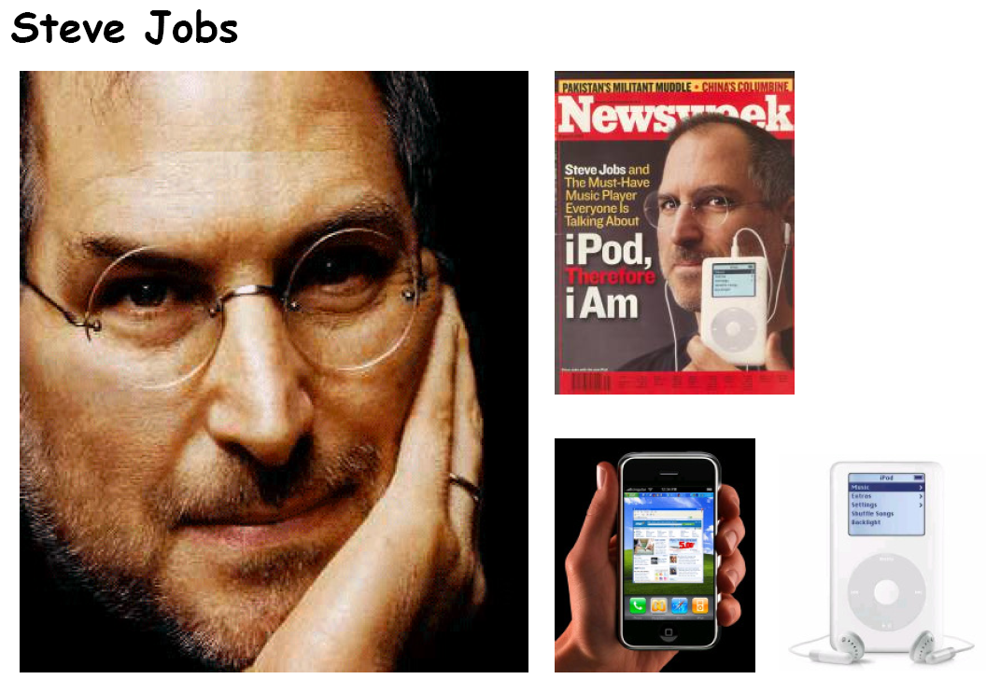 Steve Jobs
PAKISTAN'S MILITANT MUDDLE • CHINA'S COLUMBINE
Newsweek
Steve Jobs and
The Must-Have
Music Player
Everyone Is
Talking About
iPod,
Therefore
i Am
iPod
Music
Extras
Settings
Shuffle Songs
Backlight